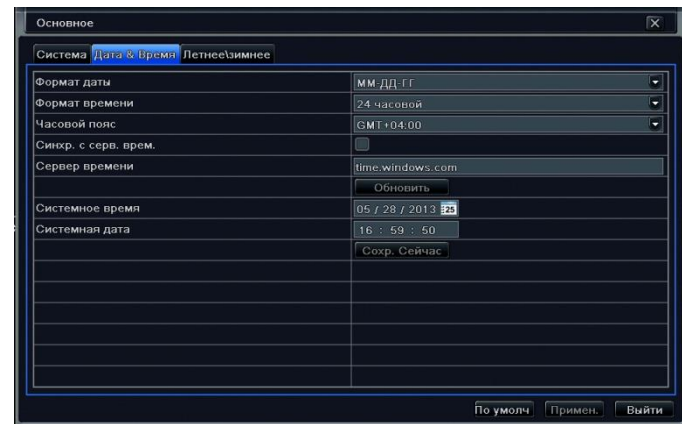 Основное
Система Дата & Время Летнее\зимнее
Формат даты ММ-ДД-ГГ
Формат времени 24 часовой
Часовой пояс GMT+04:00
Синхр. с серв. врем.
Сервер времени time.windows.com
Обновить
Системное время 05 / 28 / 2013 25
Системная дата 16 : 59 : 50
Сохр. Сейчас
По умолч Примен. Выйти